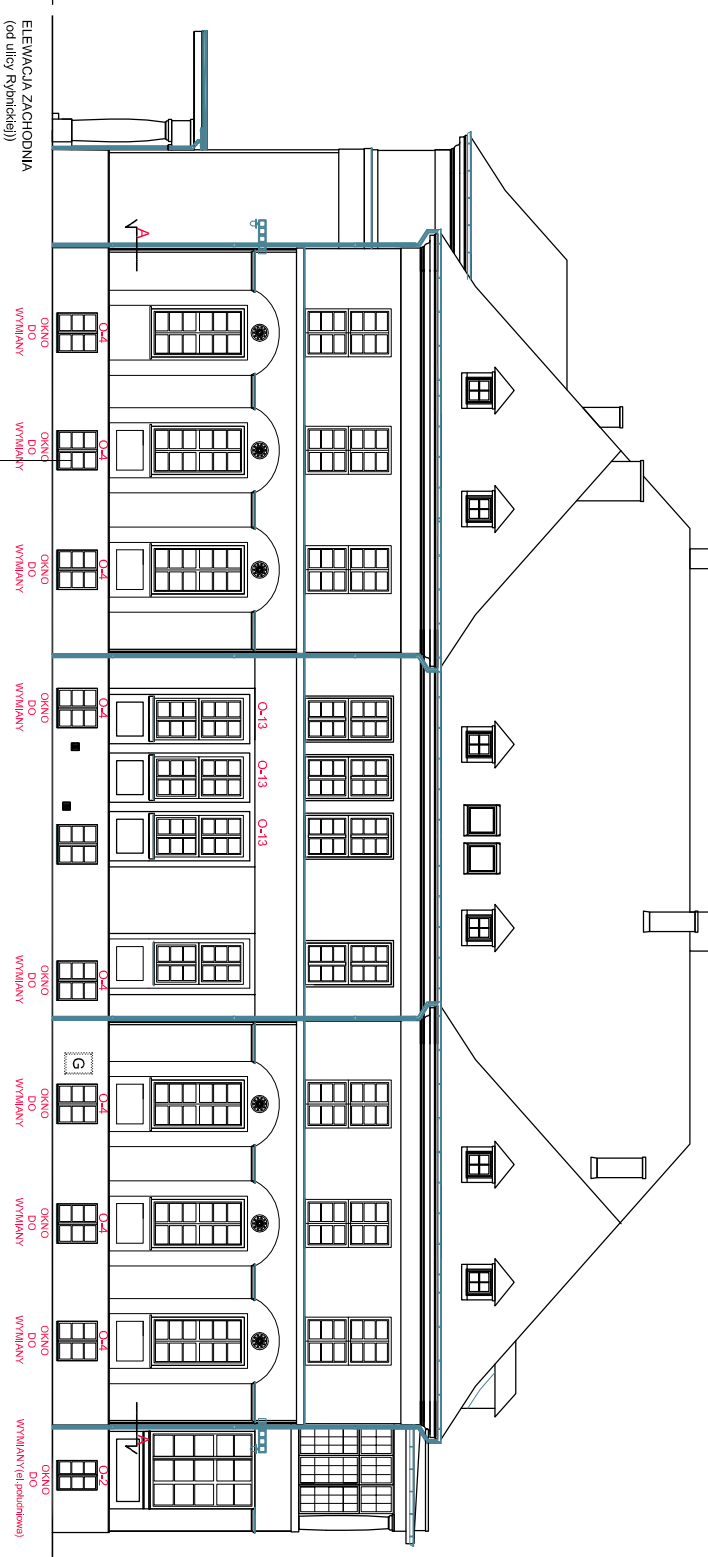 O-13
O-13
O-13
A
A
O-4
OKNO
DO
WYMIANY
O-4
OKNO
DO
WYMIANY
O-4
OKNO
DO
WYMIANY
O-4
OKNO
DO
WYMIANY
O-4
OKNO
DO
WYMIANY
G
O-4
OKNO
DO
WYMIANY
O-4
OKNO
DO
WYMIANY
O-4
OKNO
DO
WYMIANY
O-2
OKNO
DO
WYMIANY(el.południowa)
ELEWACJA ZACHODNIA
(od ulicy Rybnickiej))